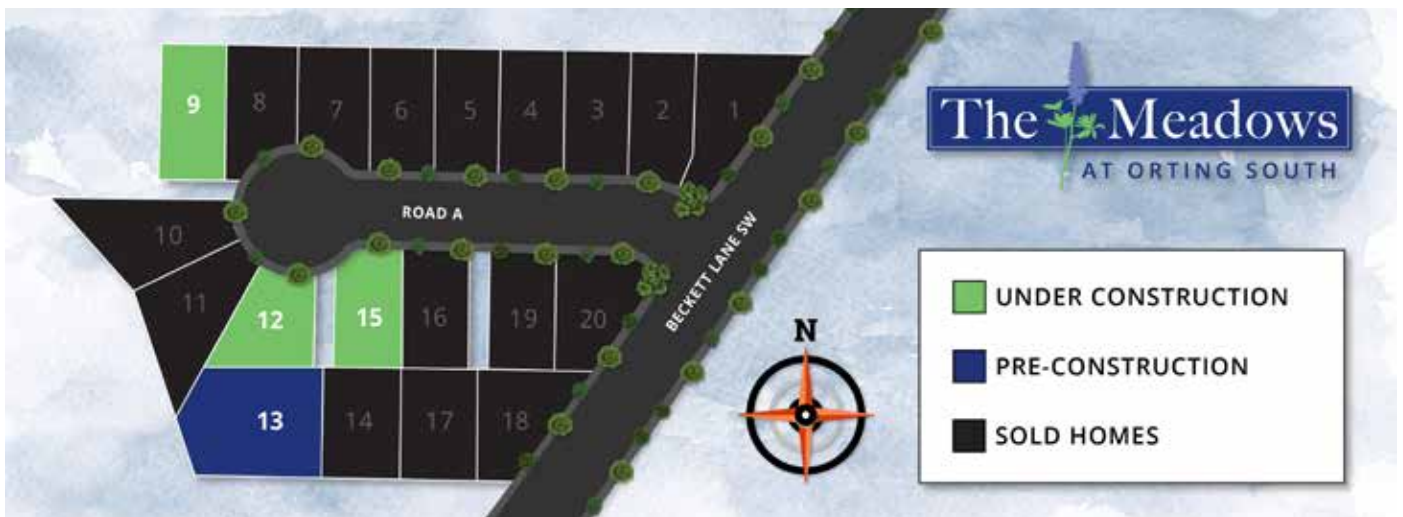 9 8 7 6 5 4 3 2 1
The Meadows
AT ORTING SOUTH
ROAD A
10
11
12 15 16 19 20
BECKETT LANE SW
13 14 17 18
N
UNDER CONSTRUCTION
PRE-CONSTRUCTION
SOLD HOMES